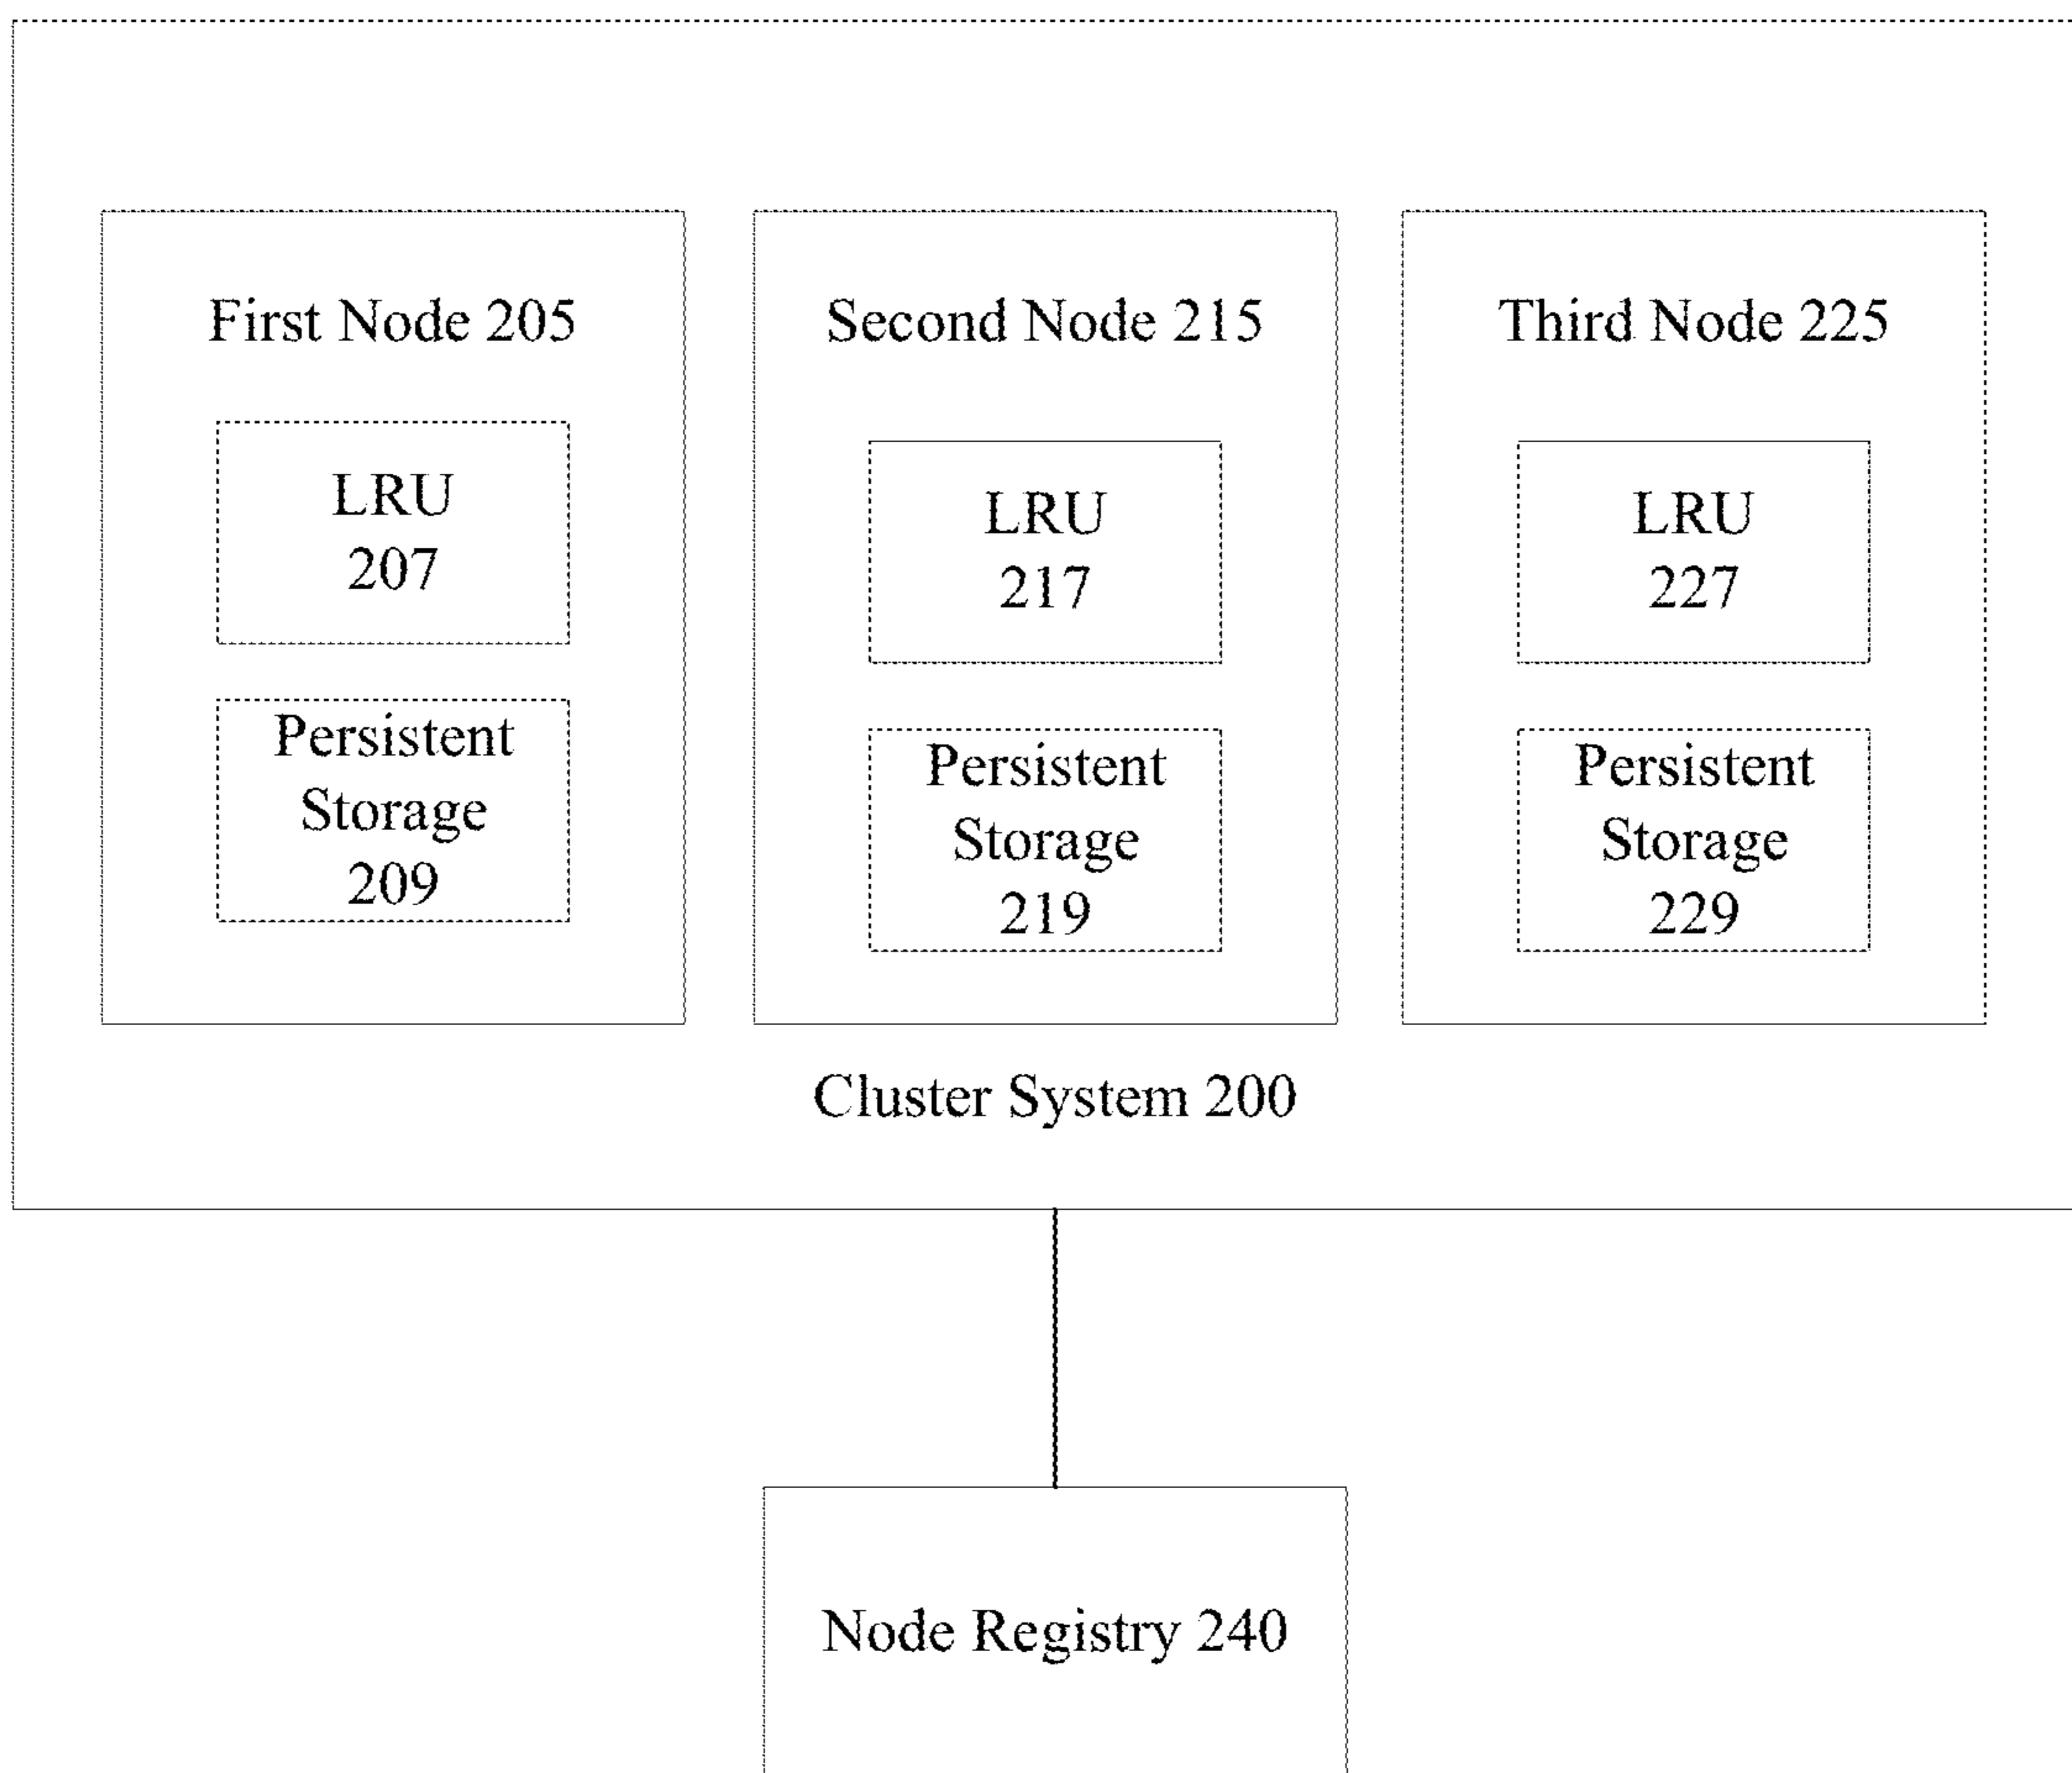 First Node 205
LRU
207
Persistent
Storage
209
Second Node 215
LRU
217
Persistent
Storage
219
Third Node 225
LRU
227
Persistent
Storage
229
Cluster System 200
Node Registry 240